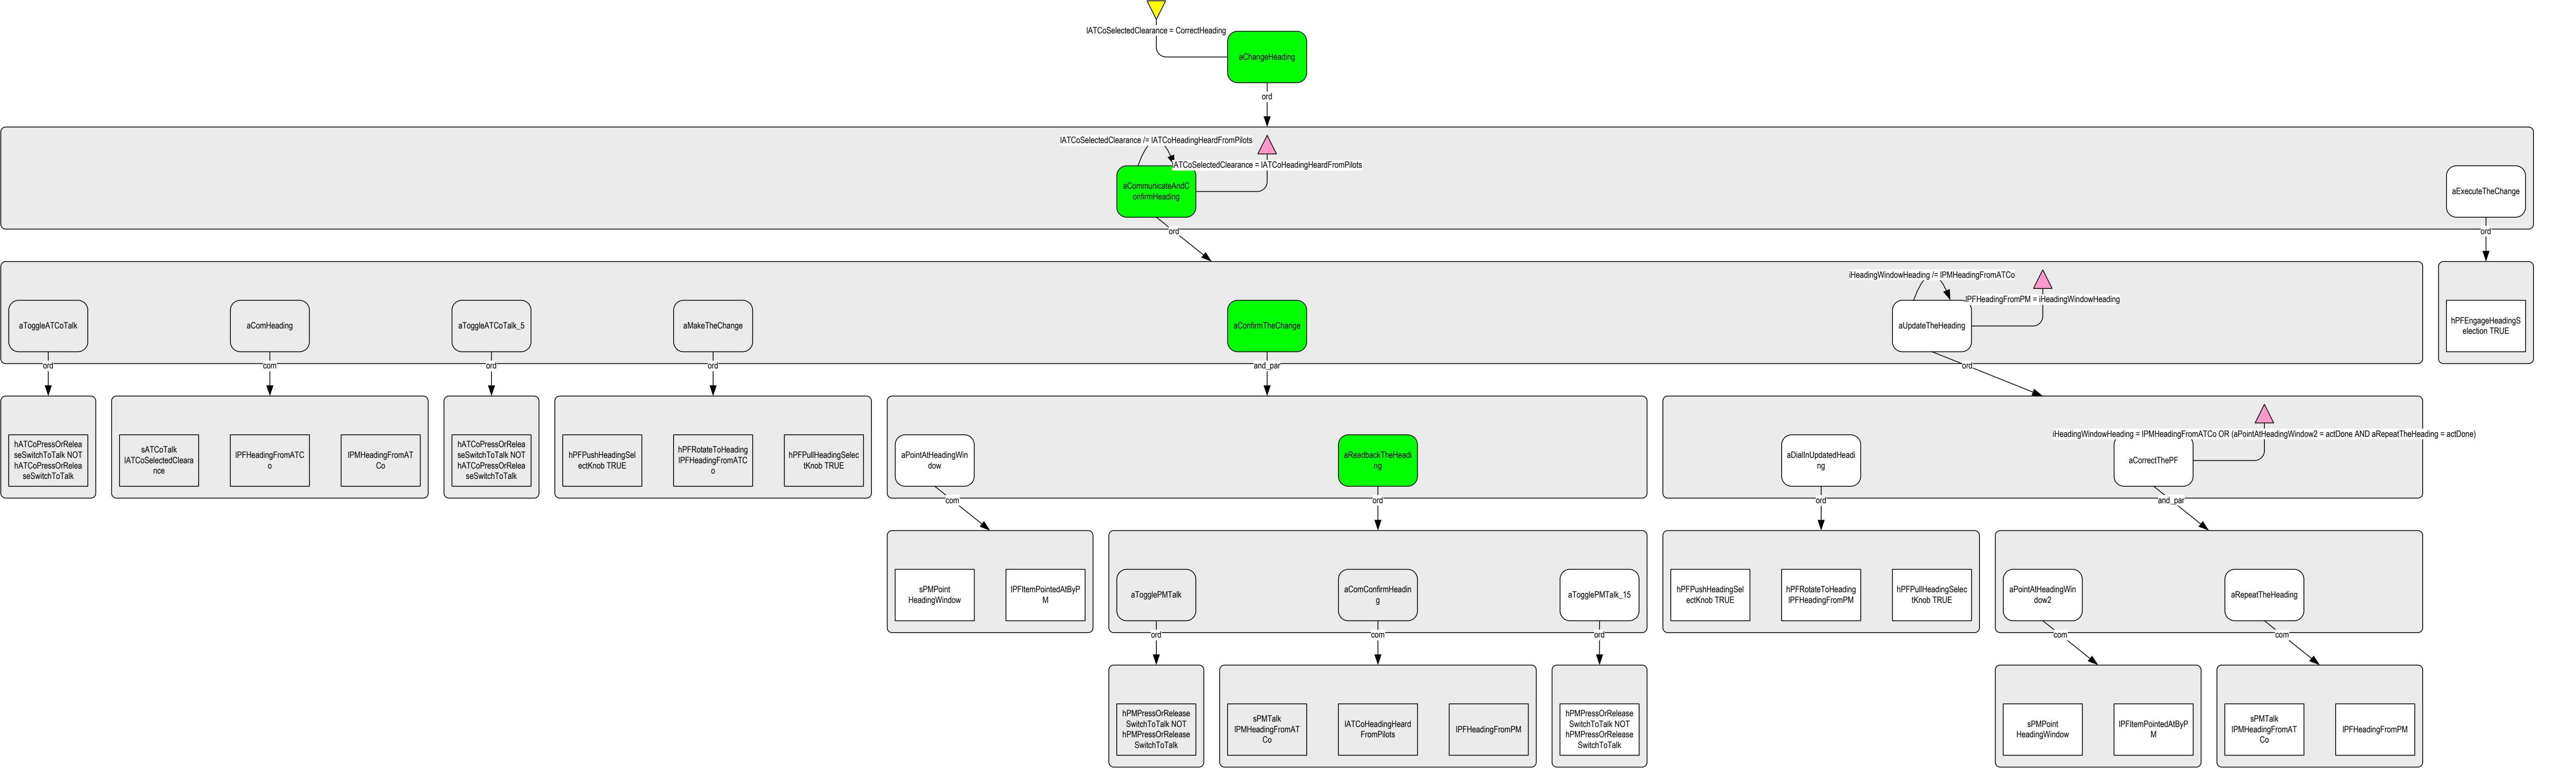 lATCoSelectedClearance = CorrectHeading
aChangeHeading
ord
lATCoSelectedClearance /= lATCoHeadingHeardFromPilots
lATCoSelectedClearance = lATCoHeadingHeardFromPilots
aCommunicateAndC
onfirmHeading
aExecuteTheChange
ord
ord
iHeadingWindowHeading /= lPMHeadingFromATCo
lPFHeadingFromPM = iHeadingWindowHeading
aToggleATCoTalk
aComHeading
aToggleATCoTalk_5
aMakeTheChange
aConfirmTheChange
aUpdateTheHeading
hPFEngageHeadingS
election TRUE
ord
com
ord
ord
and_par
ord
iHeadingWindowHeading = lPMHeadingFromATCo OR (aPointAtHeadingWindow2 = actDone AND aRepeatTheHeading = actDone)
hATCoPressOrRelea
seSwitchToTalk NOT
hATCoPressOrRelea
seSwitchToTalk
sATCoTalk
lATCoSelectedCleara
nce
lPFHeadingFromATC
o
lPMHeadingFromAT
Co
hATCoPressOrRelea
seSwitchToTalk NOT
hATCoPressOrRelea
seSwitchToTalk
hPFPushHeadingSel
ectKnob TRUE
hPFRotateToHeading
lPFHeadingFromATC
o
hPFPullHeadingSelec
tKnob TRUE
aPointAtHeadingWin
dow
aReadbackTheHeadi
ng
aDialInUpdatedHeadi
ng
aCorrectThePF
com
ord
ord
and_par
sPMPoint
HeadingWindow
lPFItemPointedAtByP
M
aTogglePMTalk
aComConfirmHeadin
g
aTogglePMTalk_15
hPFPushHeadingSel
ectKnob TRUE
hPFRotateToHeading
lPFHeadingFromPM
hPFPullHeadingSelec
tKnob TRUE
aPointAtHeadingWin
dow2
aRepeatTheHeading
ord
com
ord
com
com
hPMPressOrRelease
SwitchToTalk NOT
hPMPressOrRelease
SwitchToTalk
sPMTalk
lPMHeadingFromAT
Co
lATCoHeadingHeard
FromPilots
lPFHeadingFromPM
hPMPressOrRelease
SwitchToTalk NOT
hPMPressOrRelease
SwitchToTalk
sPMPoint
HeadingWindow
lPFItemPointedAtByP
M
sPMTalk
lPMHeadingFromAT
Co
lPFHeadingFromPM